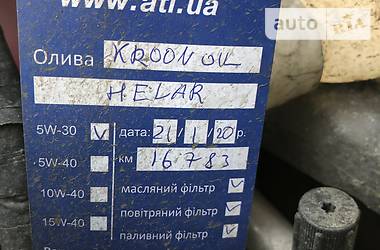 www.atl.ua
auto
RIA
Олива KROON OIL
HELAR
5W-30 V дата: 21/1/20 р.
5W-40 км 16783
10W-40 масляний фільтр V
15W-40 повітряний фільтр V
паливний фільтр V